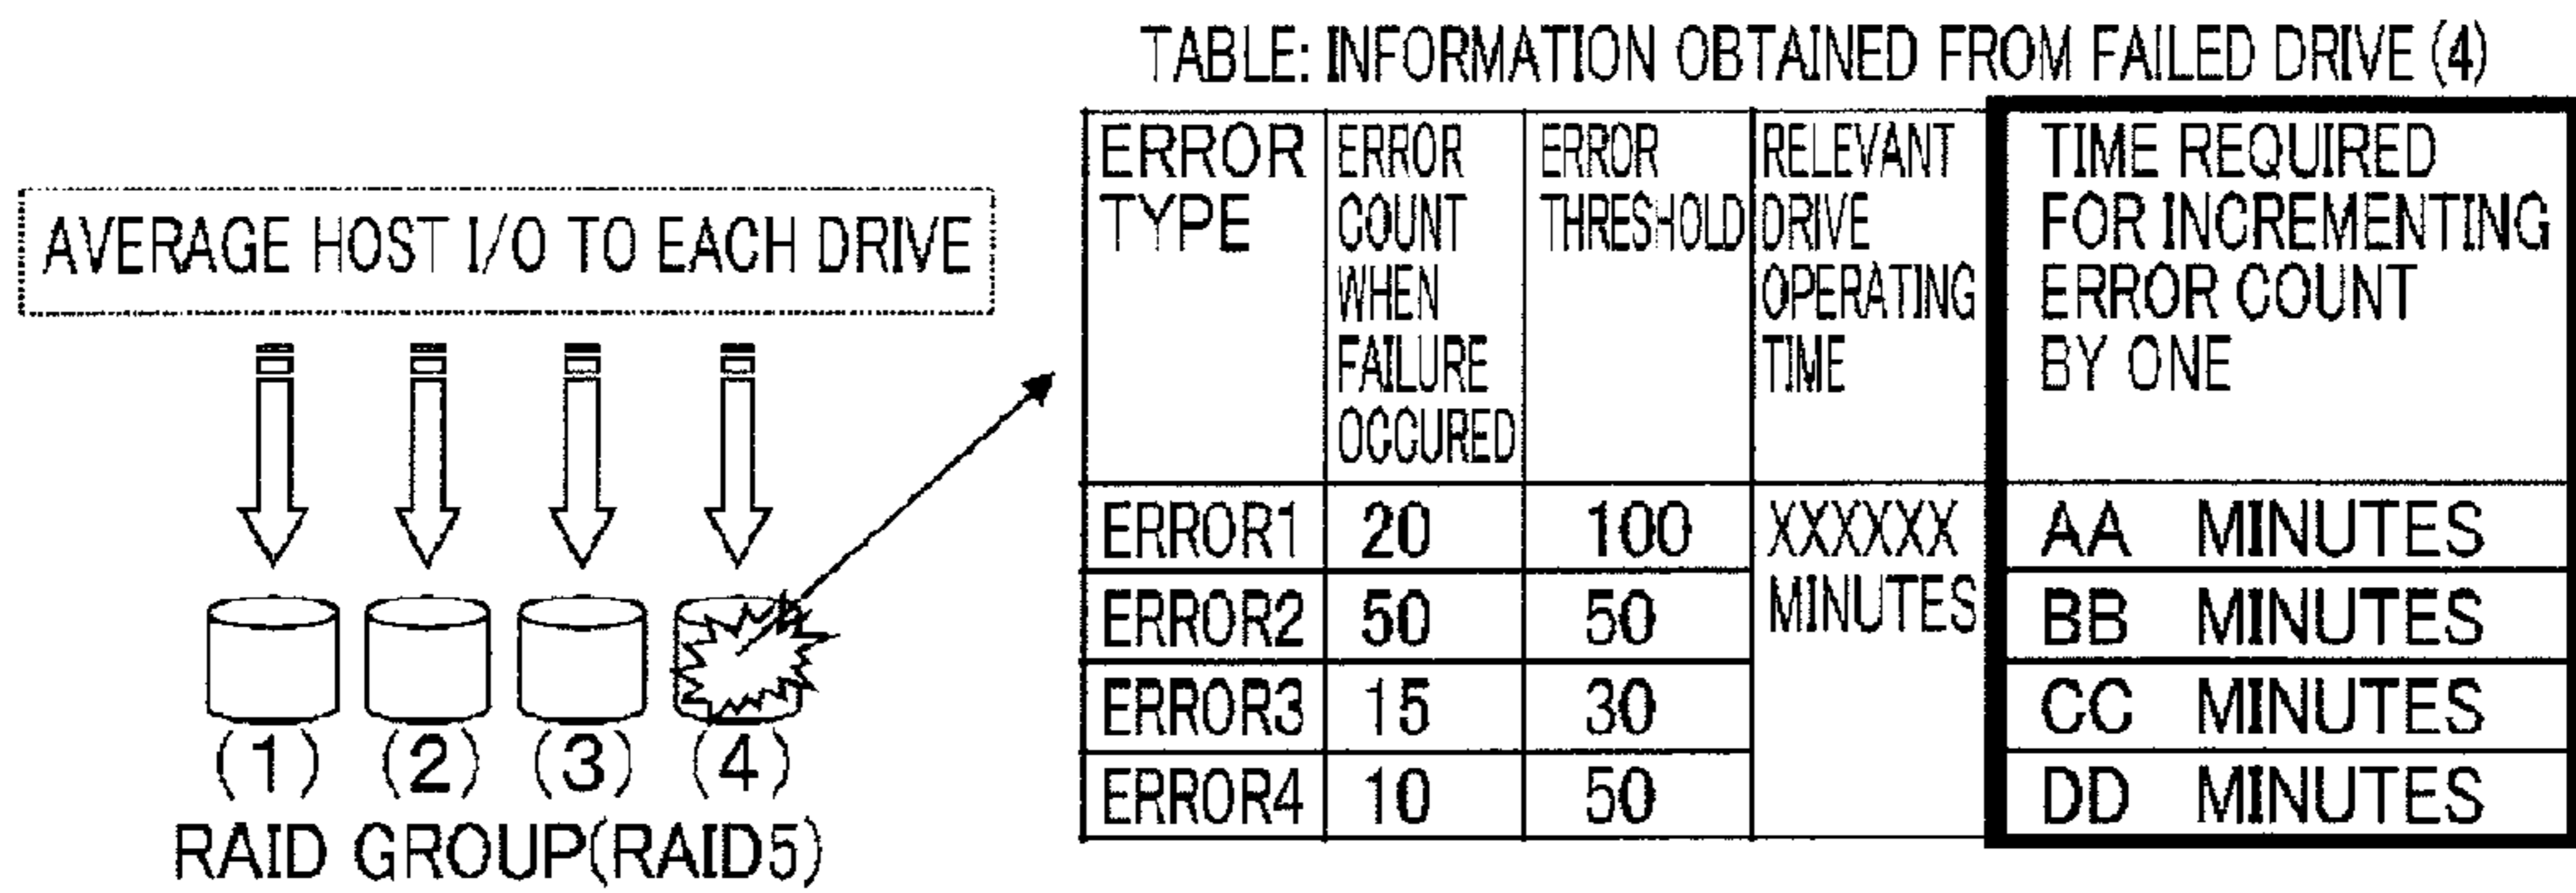 TABLE: INFORMATION OBTAINED FROM FAILED DRIVE (4)
AVERAGE HOST I/O TO EACH DRIVE
(1) (2) (3) (4)
RAID GROUP(RAID5)
ERROR
TYPE
ERROR
COUNT
WHEN
FAILURE
OCCURED
ERROR
THRESHOLD
RELEVANT
DRIVE
OPERATING
TIME
TIME REQUIRED
FOR INCREMENTING
ERROR COUNT
BY ONE
ERROR1 20 100 XXXXXX AA MINUTES
ERROR2 50 50 MINUTES BB MINUTES
ERROR3 15 30 CC MINUTES
ERROR4 10 50 DD MINUTES